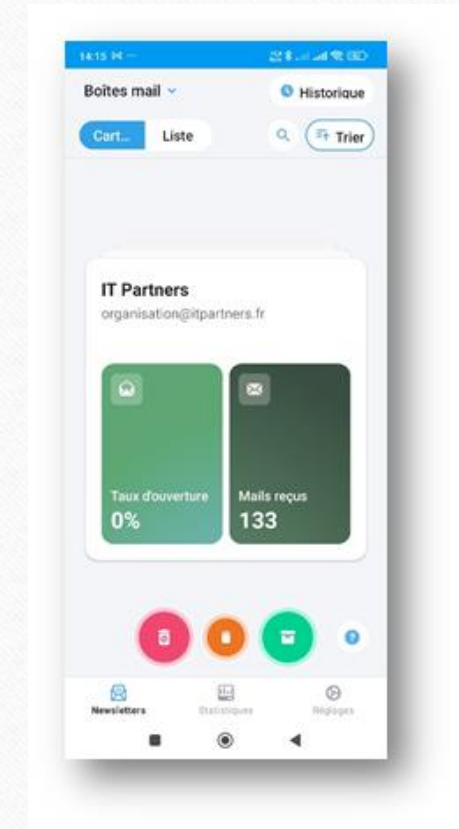 14:15
Boîtes mail
Historique
Cart...
Liste
Trier
IT Partners
organisation@itpartners.fr
Taux d'ouverture
0%
Mails reçus
133
Newsletters
Statistiques
Réglages